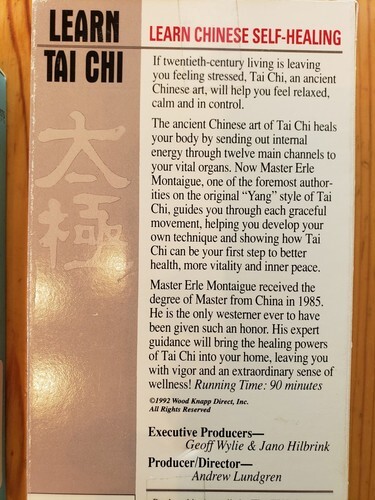 LEARN
TAI CHI
太
極
LEARN CHINESE SELF-HEALING
If twentieth-century living is leaving
you feeling stressed, Tai Chi, an ancient
Chinese art, will help you feel relaxed,
calm and in control.
The ancient Chinese art of Tai Chi heals
your body by sending out internal
energy through twelve main channels to
your vital organs. Now Master Erle
Montaigue, one of the foremost author-
ities on the original “Yang” style of Tai
Chi, guides you through each graceful
movement, helping you develop your
own technique and showing how Tai
Chi can be your first step to better
health, more vitality and inner peace.
Master Erle Montaigue received the
degree of Master from China in 1985.
He is the only westerner ever to have
been given such an honor. His expert
guidance will bring the healing powers
of Tai Chi into your home, leaving you
with vigor and an extraordinary sense of
wellness! Running Time: 90 minutes
©1992 Wood Knapp Direct, Inc.
All Rights Reserved
Executive Producers—
Geoff Wylie & Jano Hilbrink
Producer/Director—
Andrew Lundgren